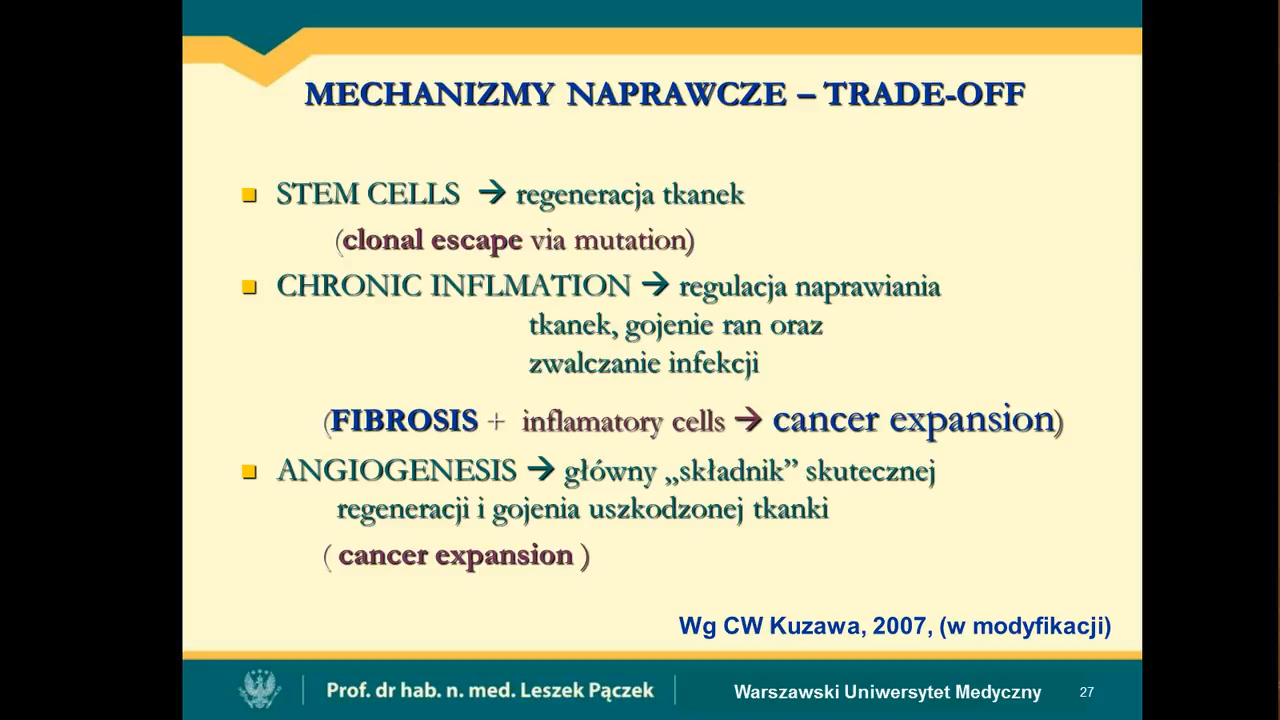 MECHANIZMY NAPRAWCZE – TRADE-OFF
STEM CELLS → regeneracja tkanek
(clonal escape via mutation)
CHRONIC INFLMATION → regulacja naprawiania
tkanek, gojenie ran oraz
zwalczanie infekcji
(FIBROSIS + inflamatory cells → cancer expansion)
ANGIOGENESIS → główny „składnik” skutecznej
regeneracji i gojenia uszkodzonej tkanki
( cancer expansion )
Wg CW Kuzawa, 2007, (w modyfikacji)
Prof. dr hab. n. med. Leszek Pączek Warszawski Uniwersytet Medyczny 27